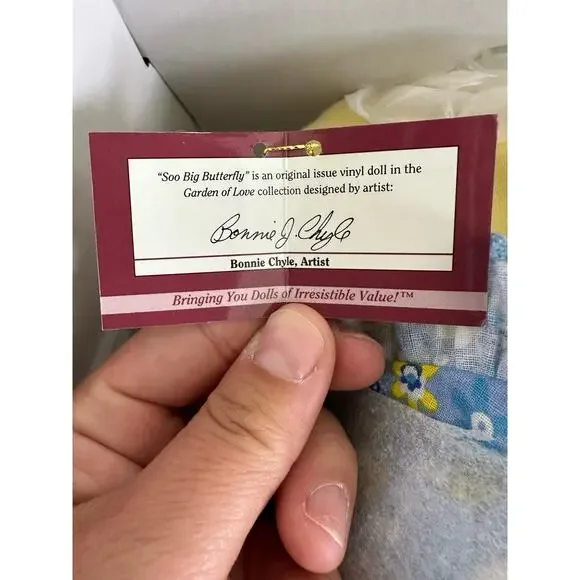 "Soo Big Butterfly" is an original issue vinyl doll in the
Garden of Love collection designed by artist:
Bonnie J. Chyle
Bonnie Chyle, Artist
Bringing You Dolls of Irresistible Value!™